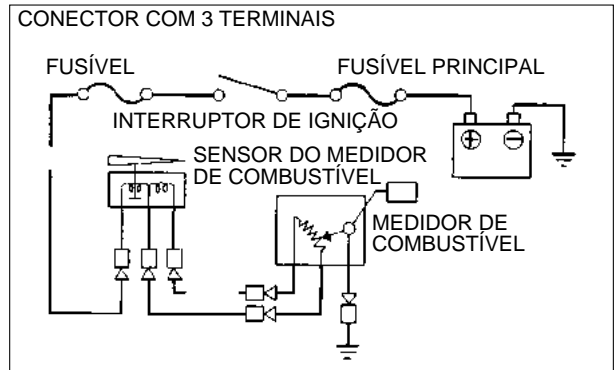 CONECTOR COM 3 TERMINAIS
FUSÍVEL
FUSÍVEL PRINCIPAL
INTERRUPTOR DE IGNIÇÃO
SENSOR DO MEDIDOR
DE COMBUSTÍVEL
MEDIDOR DE
COMBUSTÍVEL